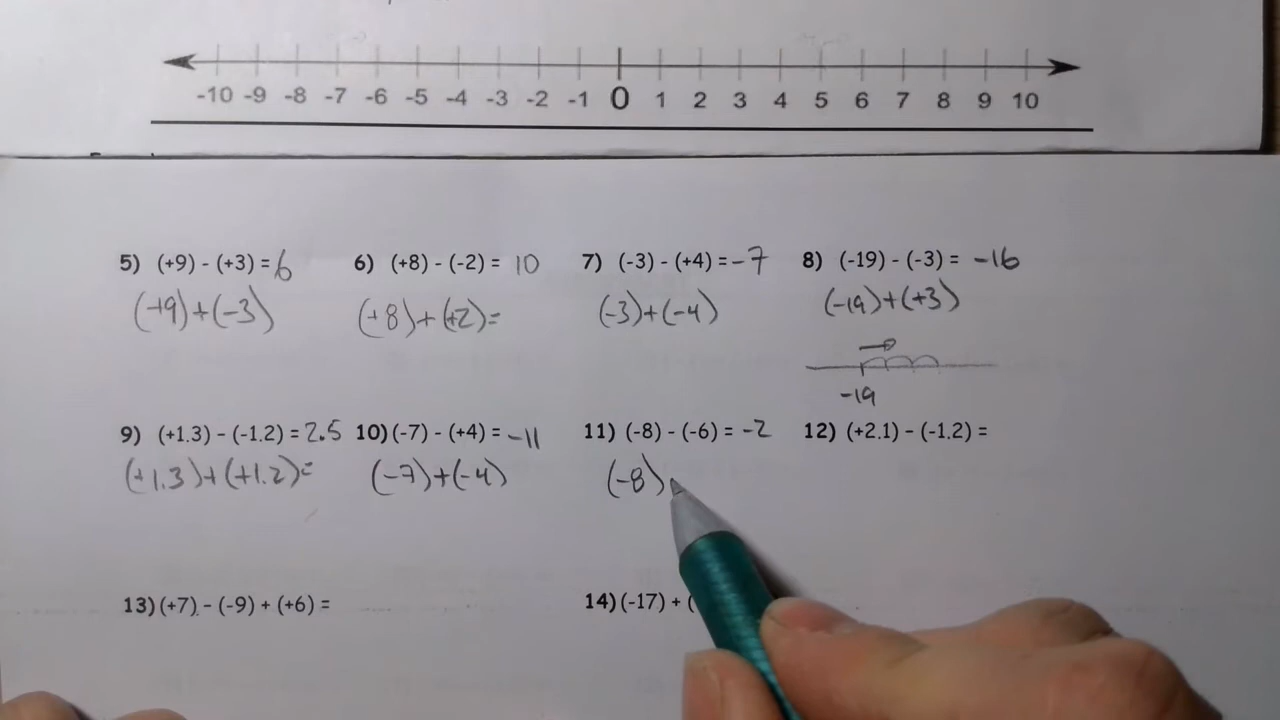 -10 -9 -8 -7 -6 -5 -4 -3 -2 -1 0 1 2 3 4 5 6 7 8 9 10
5) (+9) - (+3) = 6 6) (+8) - (-2) = 10 7) (-3) - (+4) = -7 8) (-19) - (-3) = -16
(+9)+(-3) (+8)+(+2)= (-3)+(-4) (-19)+(+3)
-19
9) (+1.3) - (-1.2) = 2.5 10) (-7) - (+4) = -11 11) (-8) - (-6) = -2 12) (+2.1) - (-1.2) =
(+1.3)+(+1.2)= (-7)+(-4) (-8)
13) (+7) - (-9) + (+6) = 14) (-17) + (